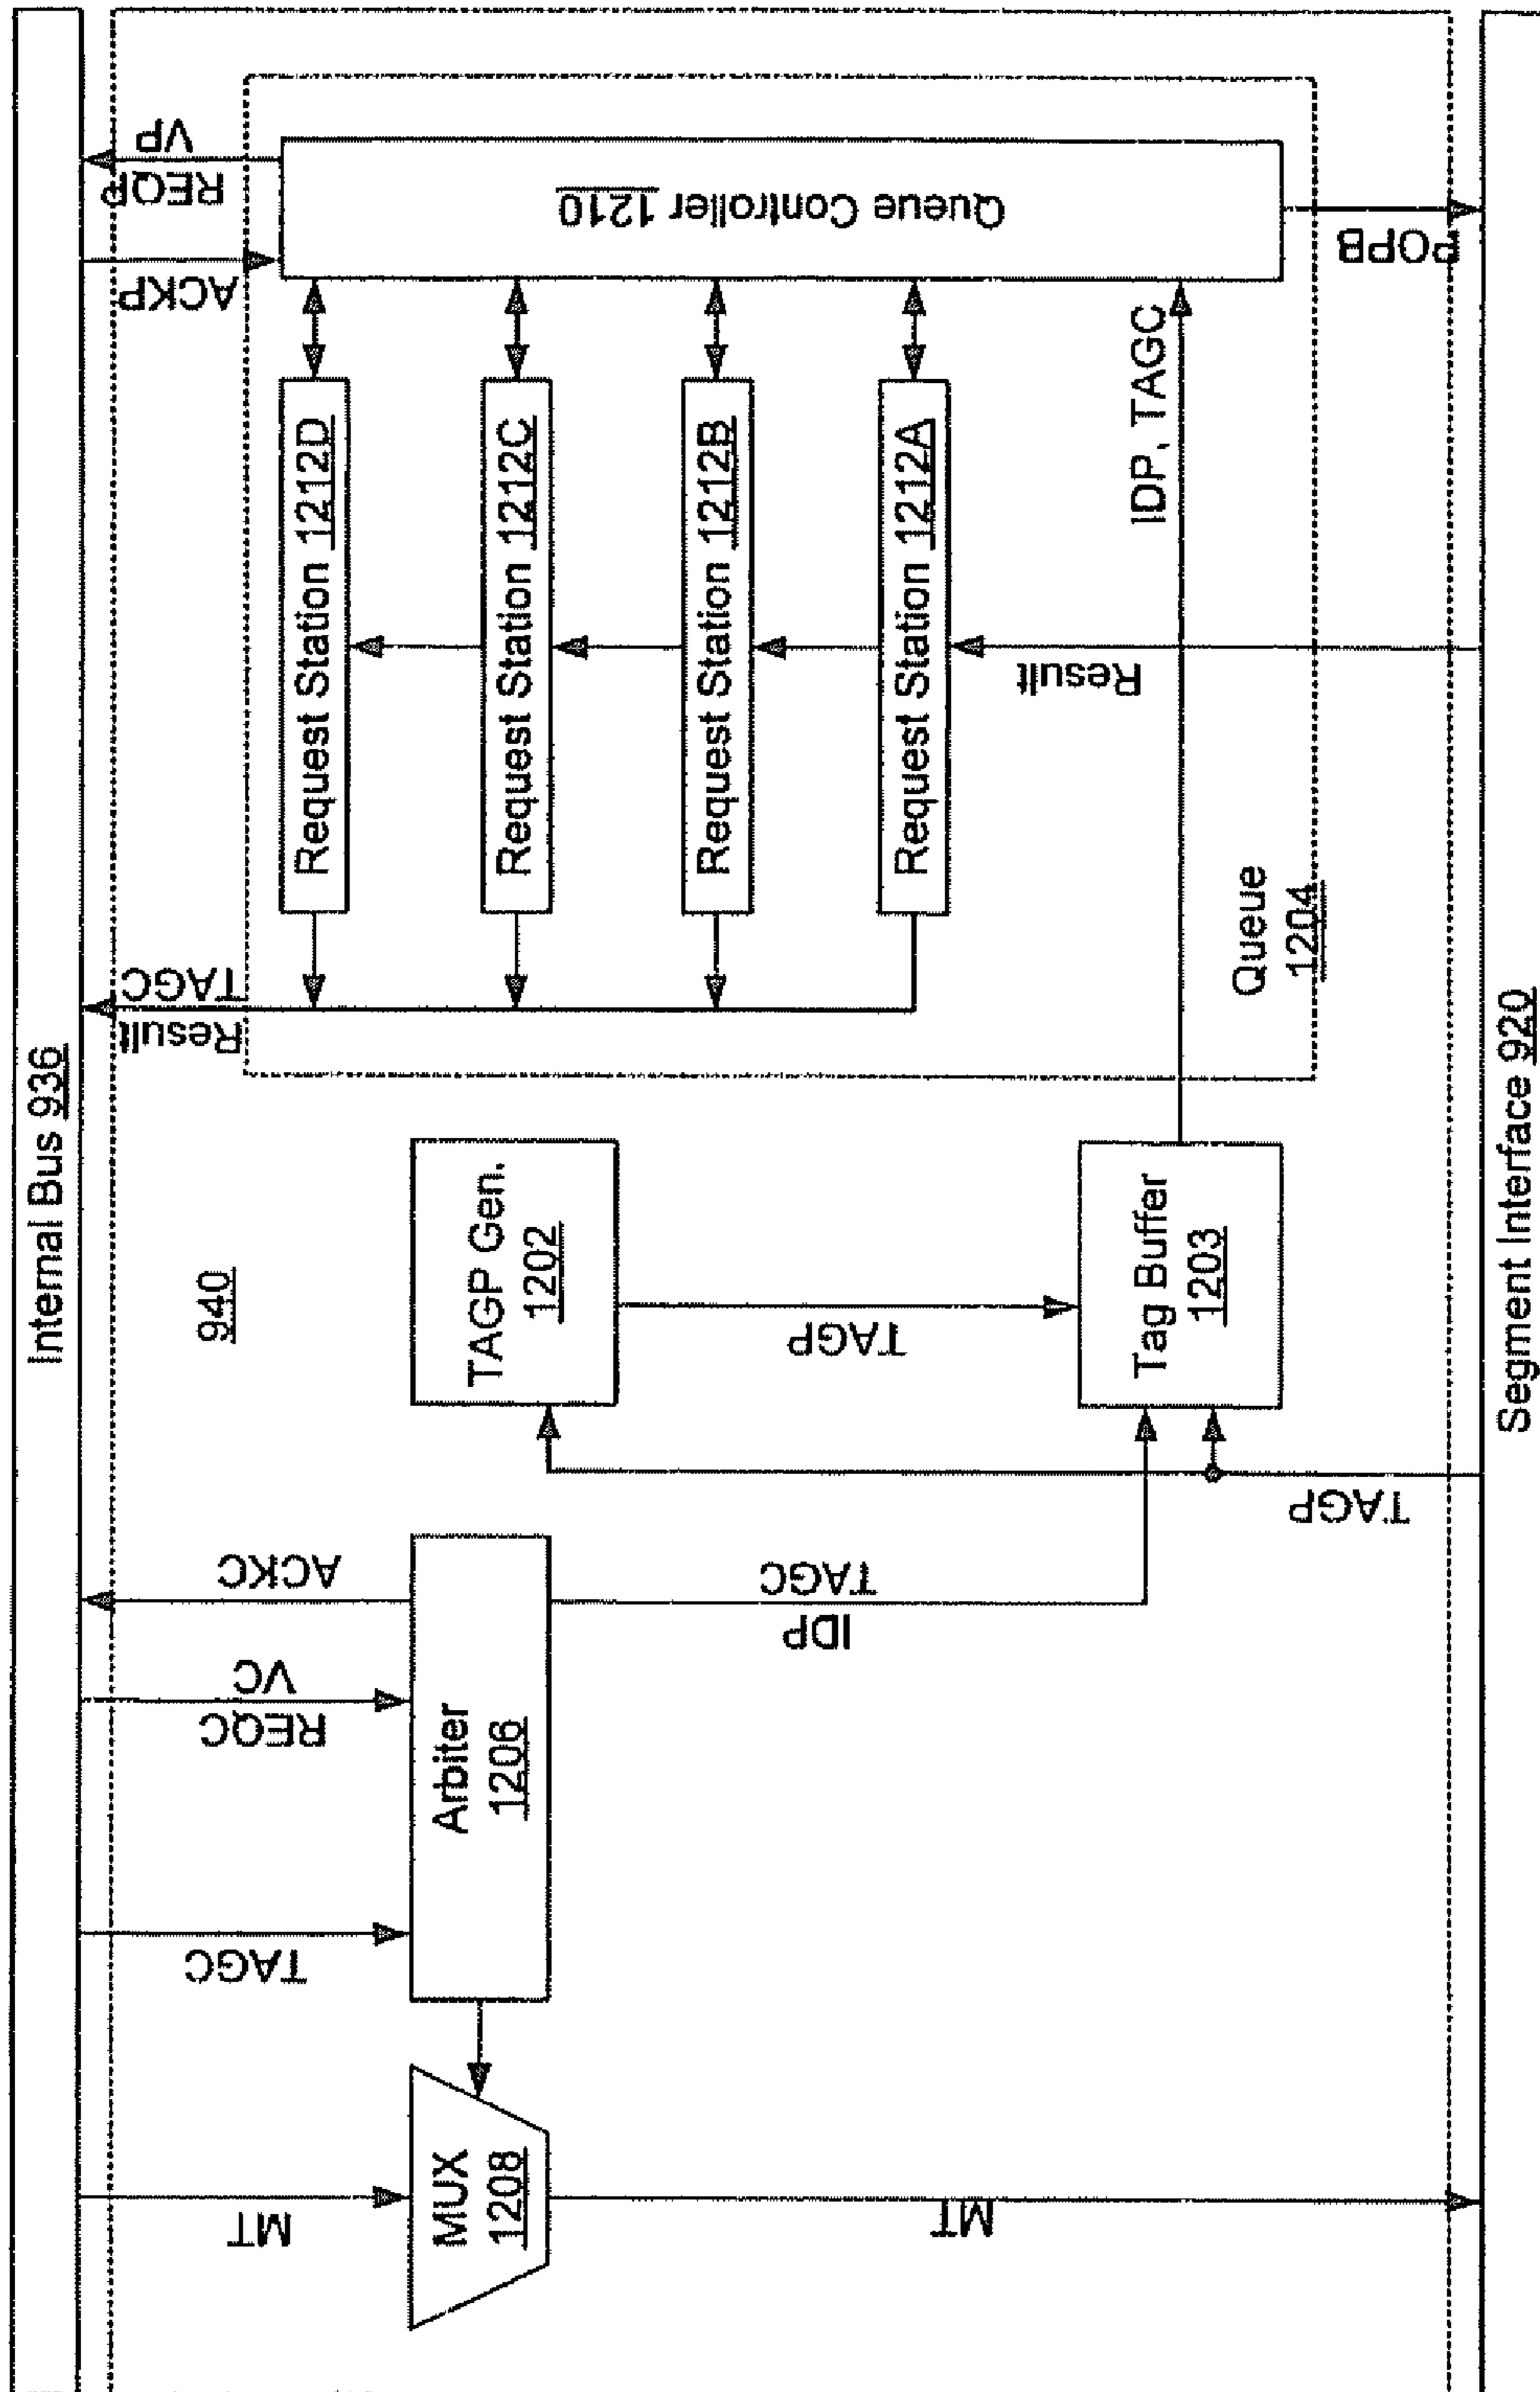 Internal Bus 936
MT
TAGC
REQC
VC
ACKC
940
Result
TAGC
ACKP
REQP
VP
MUX
1208
Arbiter
1206
TAGP Gen.
1202
Request Station 1212D
Request Station 1212C
Request Station 1212B
Request Station 1212A
Queue Controller 1210
MT
IDP
TAGC
TAGP
Tag Buffer
1203
Result
IDP, TAGC
Queue
1204
TAGP
POPB
Segment Interface 920